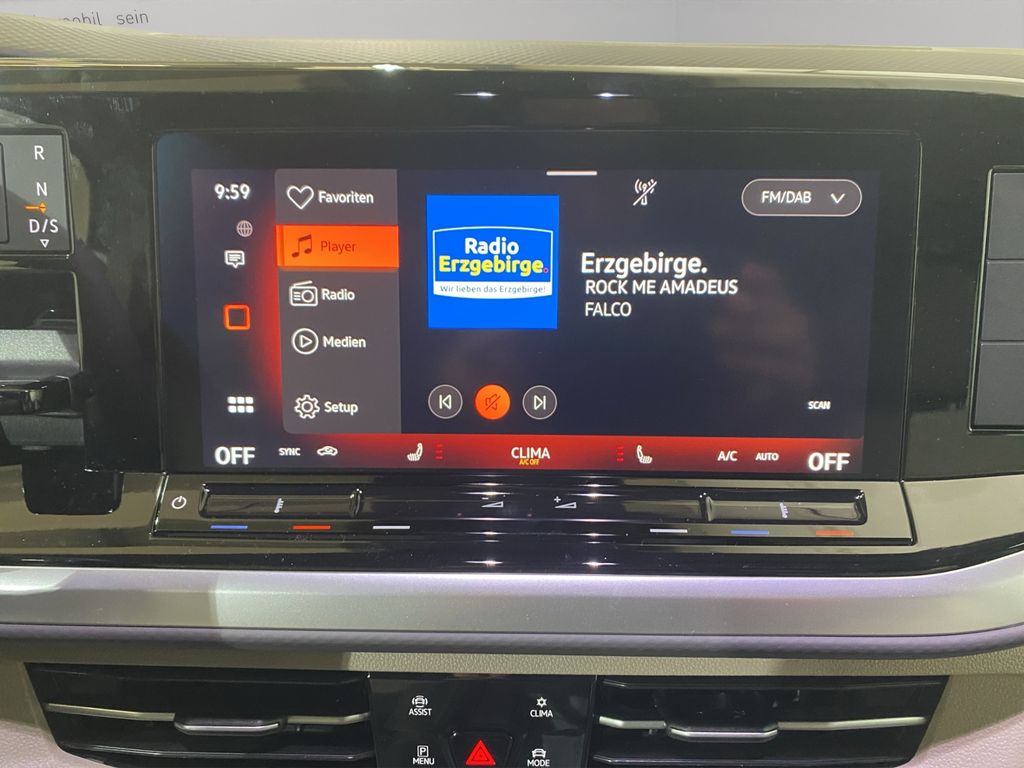 mobil sein
R
N
D/S
9:59
Favoriten
Player
Radio
Medien
Setup
Radio
Erzgebirge.
Wir lieben das Erzgebirge!
FM/DAB
Erzgebirge.
ROCK ME AMADEUS
FALCO
SCAN
OFF
SYNC
CLIMA
A/C OFF
A/C
AUTO
OFF
ASSIST
CLIMA
P
MENU
MODE